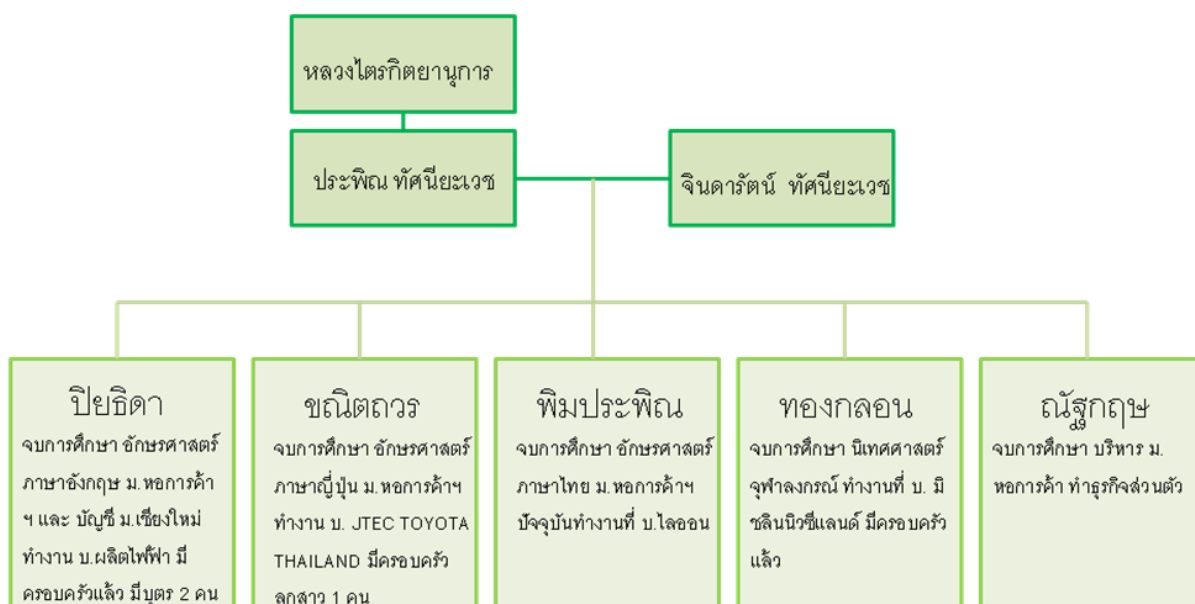 หลวงไตรกิตยานุการ
ประพิณ ทัศนียะเวช
จินดารัตน์ ทัศนียะเวช
ปิยธิดา
จบการศึกษา อักษรศาสตร์
ภาษาอังกฤษ ม.หอการค้า
ฯ และ บัญชี ม.เชียงใหม่
ทำงาน บ.ผลิตไฟฟ้า มี
ครอบครัวแล้ว มีบุตร 2 คน
ขณิตถวร
จบการศึกษา อักษรศาสตร์
ภาษาญี่ปุ่น ม.หอการค้าฯ
ทำงาน บ. JTEC TOYOTA
THAILAND มีครอบครัว
ลูกสาว 1 คน
พิมประพิณ
จบการศึกษา อักษรศาสตร์
ภาษาไทย ม.หอการค้าฯ
ปัจจุบันทำงานที่ บ.ไลออน
ทองกลอน
จบการศึกษา นิเทศศาสตร์
จุฬาลงกรณ์ ทำงานที่ บ. มิ
ชลินนิวซีแลนด์ มีครอบครัว
แล้ว
ณัฐกฤษ
จบการศึกษา บริหาร ม.
หอการค้า ทำธุรกิจส่วนตัว